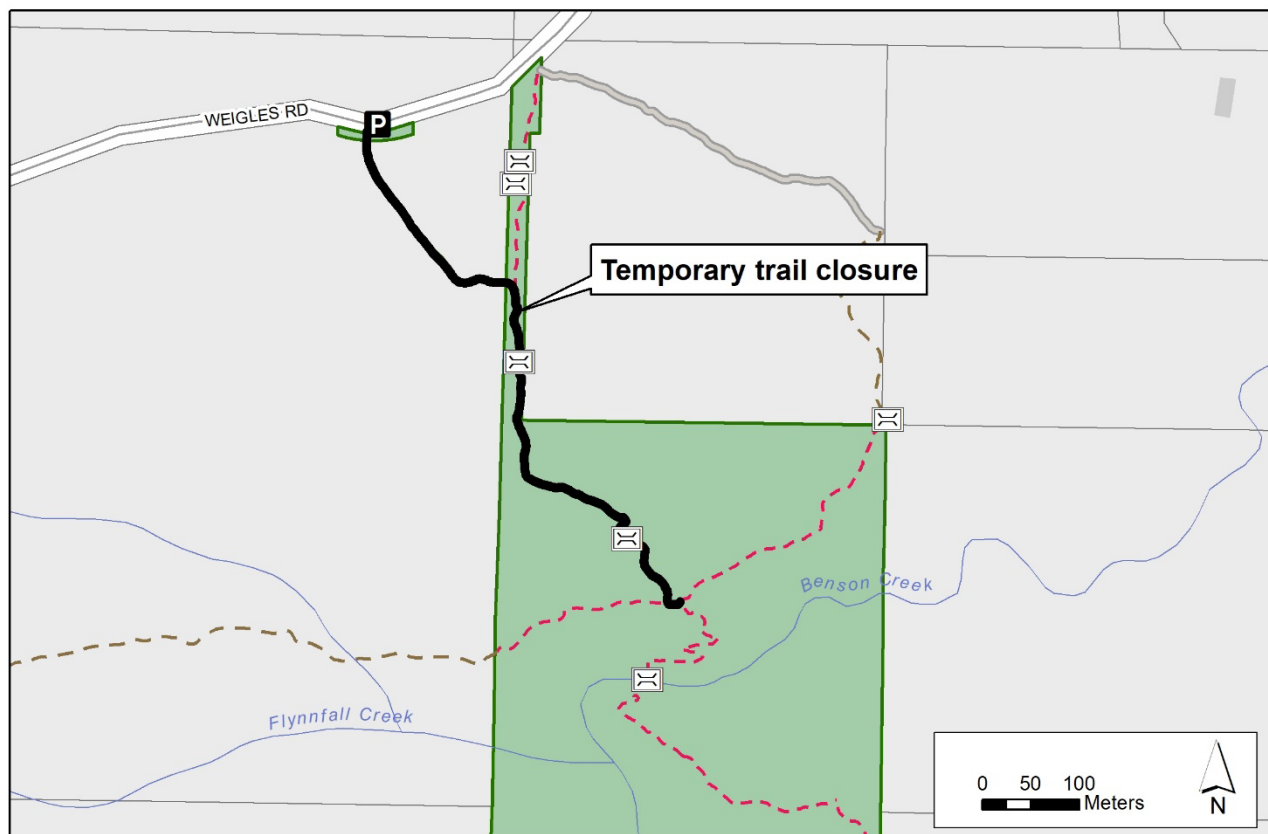 WEIGLES RD
P
Temporary trail closure
Benson Creek
Flynnfall Creek
0 50 100
Meters
N